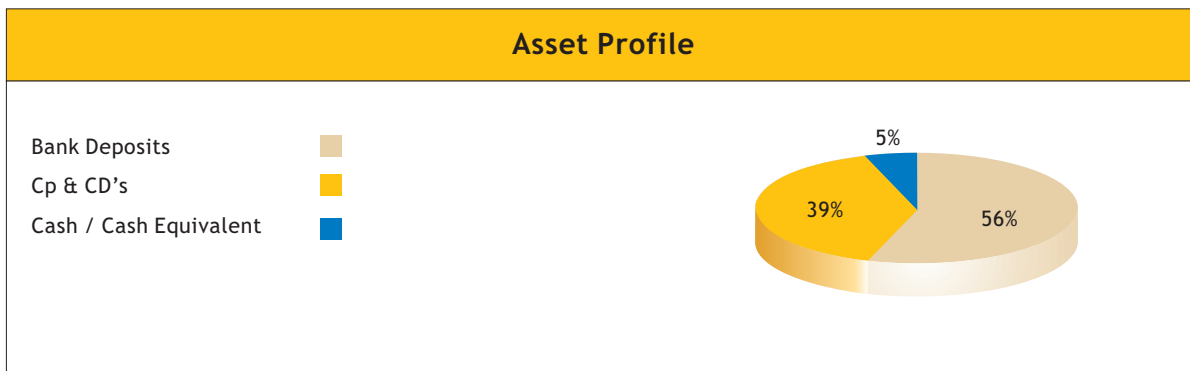 Asset Profile
Bank Deposits
Cp & CD’s
Cash / Cash Equivalent
5%
39%
56%